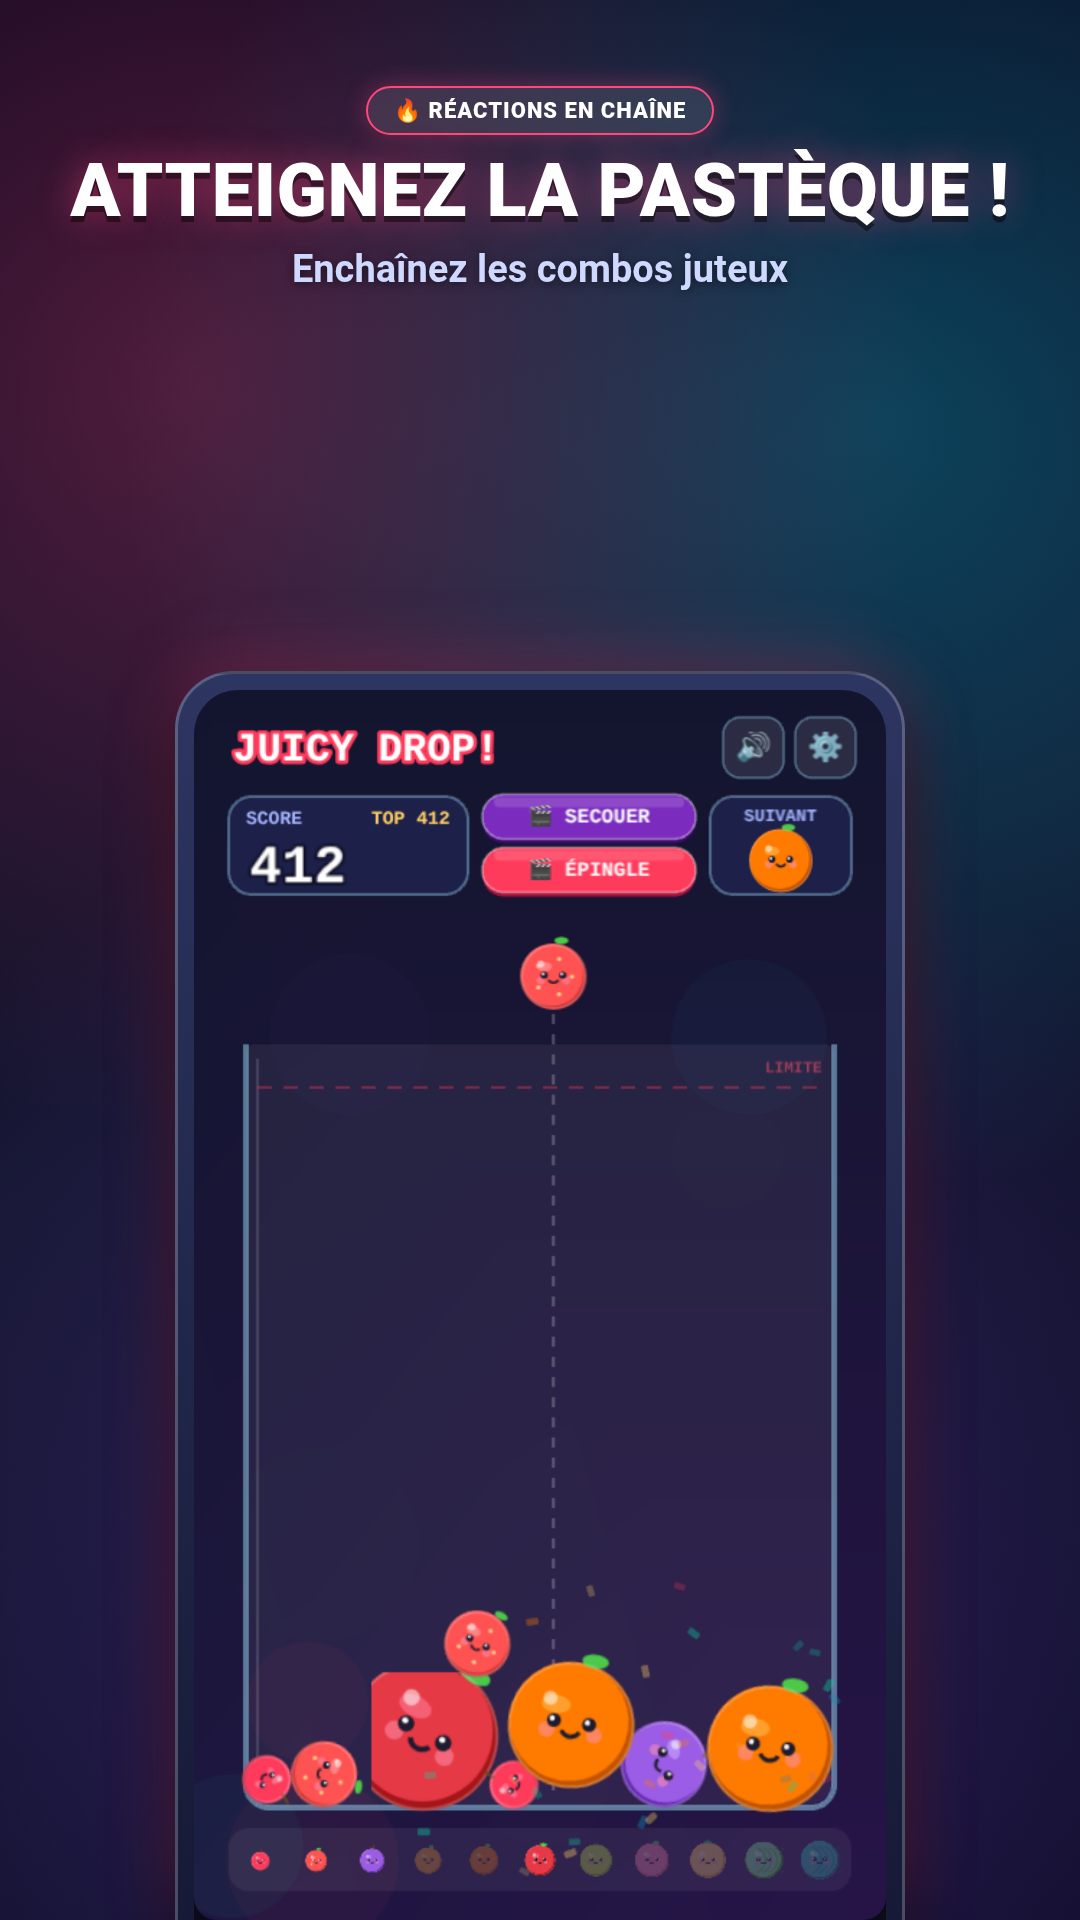 🔥 RÉACTIONS EN CHAÎNE
ATTEIGNEZ LA PASTÈQUE !
Enchaînez les combos juteux
JUICY DROP!
SCORE TOP 412
412
🎬 SECOUER
🎬 ÉPINGLE
SUIVANT
LIMITE